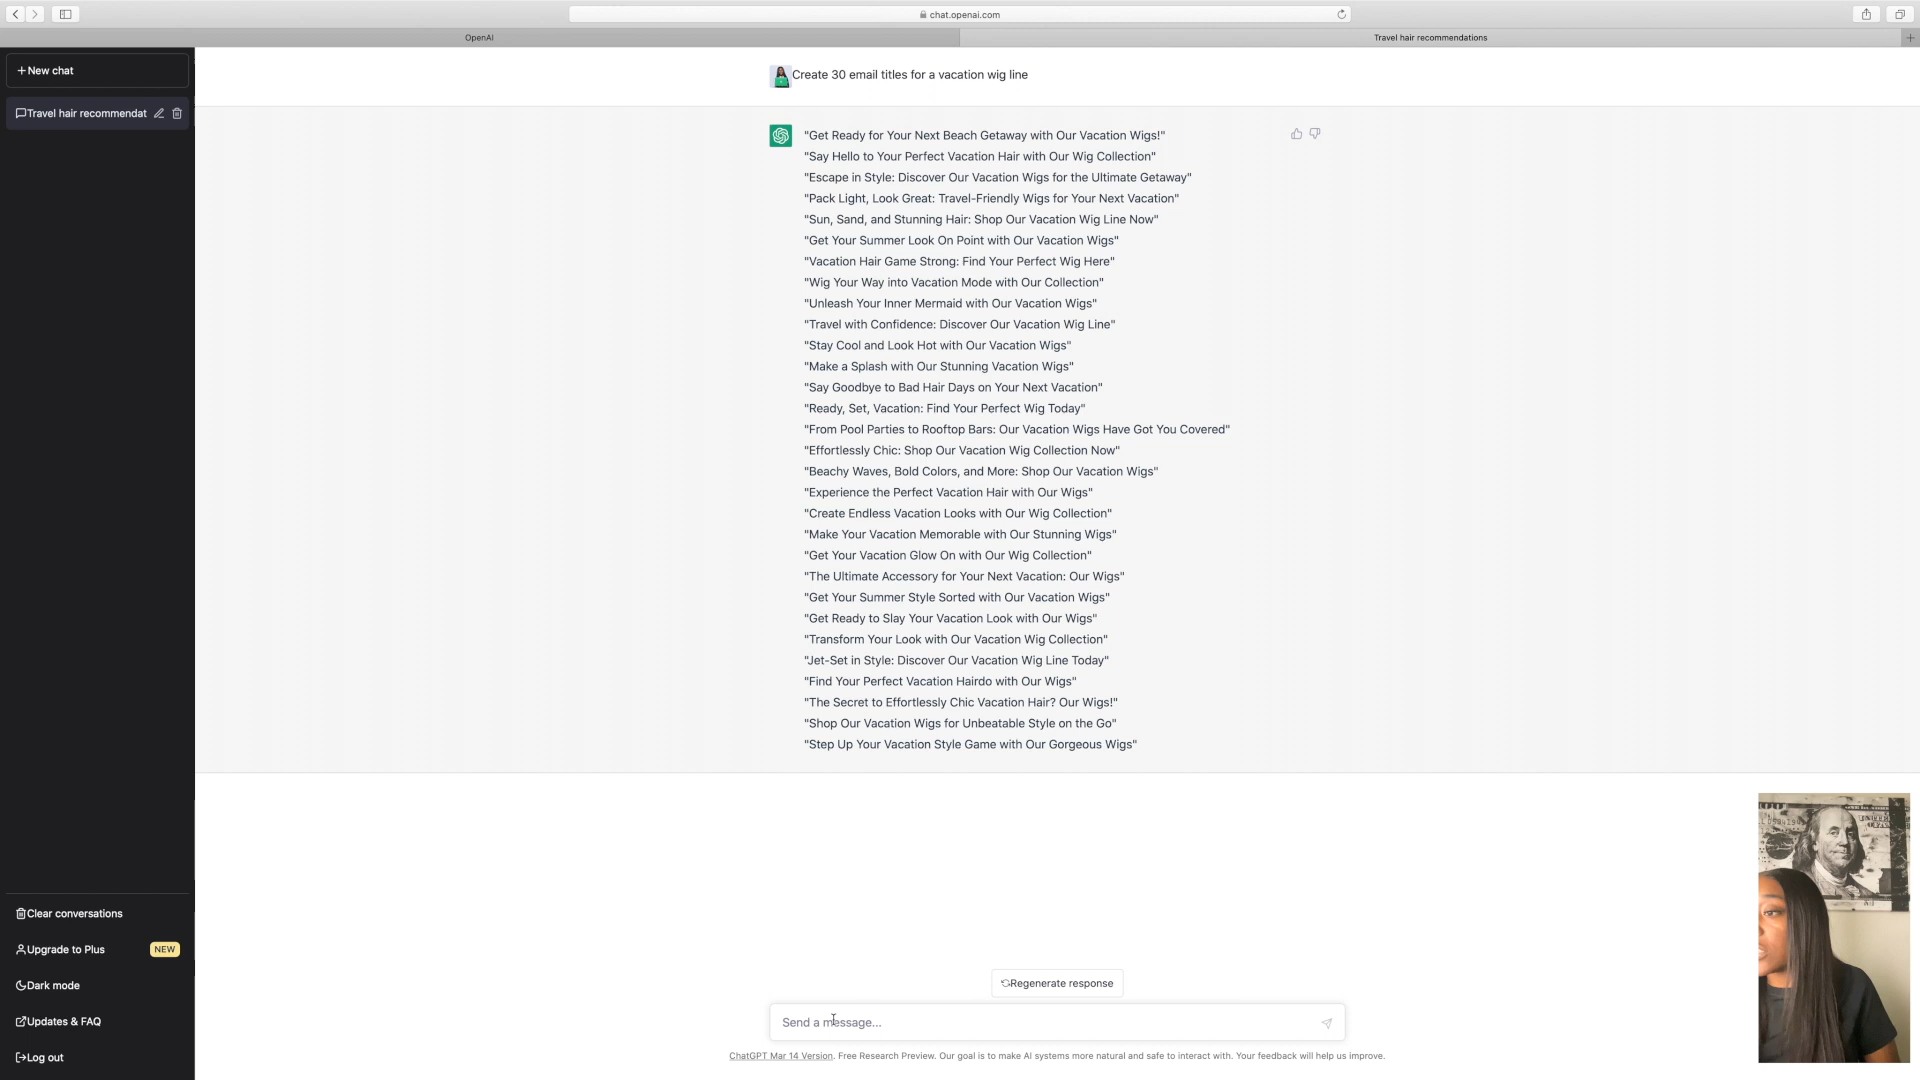 chat.openai.com
OpenAI
Travel hair recommendations
New chat
Travel hair recommendat
Create 30 email titles for a vacation wig line
"Get Ready for Your Next Beach Getaway with Our Vacation Wigs!"
"Say Hello to Your Perfect Vacation Hair with Our Wig Collection"
"Escape in Style: Discover Our Vacation Wigs for the Ultimate Getaway"
"Pack Light, Look Great: Travel-Friendly Wigs for Your Next Vacation"
"Sun, Sand, and Stunning Hair: Shop Our Vacation Wig Line Now"
"Get Your Summer Look On Point with Our Vacation Wigs"
"Vacation Hair Game Strong: Find Your Perfect Wig Here"
"Wig Your Way into Vacation Mode with Our Collection"
"Unleash Your Inner Mermaid with Our Vacation Wigs"
"Travel with Confidence: Discover Our Vacation Wig Line"
"Stay Cool and Look Hot with Our Vacation Wigs"
"Make a Splash with Our Stunning Vacation Wigs"
"Say Goodbye to Bad Hair Days on Your Next Vacation"
"Ready, Set, Vacation: Find Your Perfect Wig Today"
"From Pool Parties to Rooftop Bars: Our Vacation Wigs Have Got You Covered"
"Effortlessly Chic: Shop Our Vacation Wig Collection Now"
"Beachy Waves, Bold Colors, and More: Shop Our Vacation Wigs"
"Experience the Perfect Vacation Hair with Our Wigs"
"Create Endless Vacation Looks with Our Wig Collection"
"Make Your Vacation Memorable with Our Stunning Wigs"
"Get Your Vacation Glow On with Our Wig Collection"
"The Ultimate Accessory for Your Next Vacation: Our Wigs"
"Get Your Summer Style Sorted with Our Vacation Wigs"
"Get Ready to Slay Your Vacation Look with Our Wigs"
"Transform Your Look with Our Vacation Wig Collection"
"Jet-Set in Style: Discover Our Vacation Wig Line Today"
"Find Your Perfect Vacation Hairdo with Our Wigs"
"The Secret to Effortlessly Chic Vacation Hair? Our Wigs!"
"Shop Our Vacation Wigs for Unbeatable Style on the Go"
"Step Up Your Vacation Style Game with Our Gorgeous Wigs"
Clear conversations
Upgrade to Plus NEW
Dark mode
Updates & FAQ
Log out
Regenerate response
Send a message...
ChatGPT Mar 14 Version. Free Research Preview. Our goal is to make AI systems more natural and safe to interact with. Your feedback will help us improve.